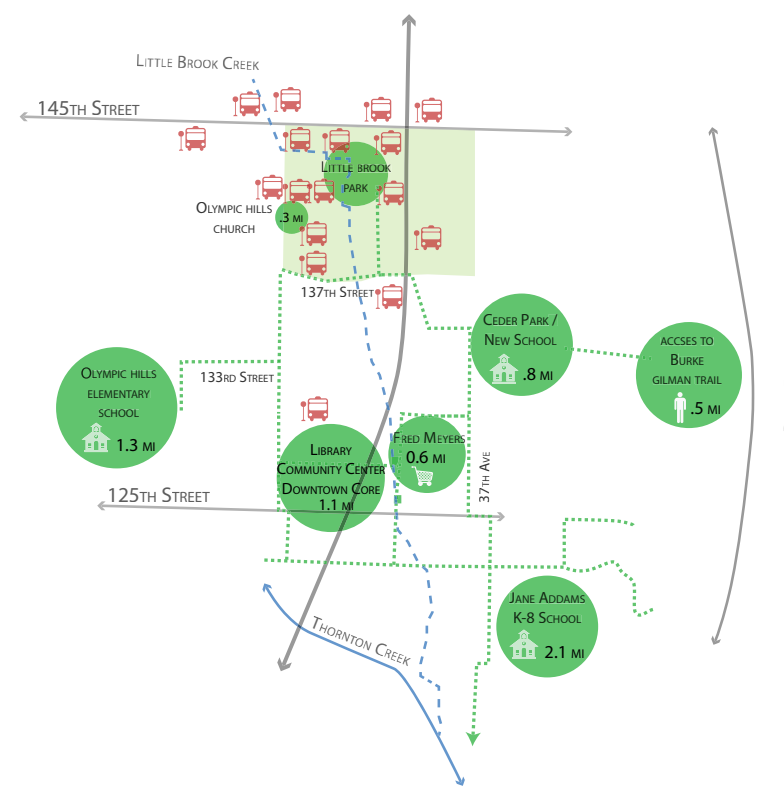 Little Brook Creek
145th Street
Little brook
park
Olympic hills
church
.3 mi
137th Street
Ceder Park /
New School
.8 mi
accses to
Burke
gilman trail
.5 mi
Olympic hills
elementary
school
1.3 mi
133rd Street
Library
Community Center
Downtown Core
1.1 mi
Fred Meyers
0.6 mi
37th Ave
125th Street
Jane Addams
K-8 School
2.1 mi
Thornton Creek